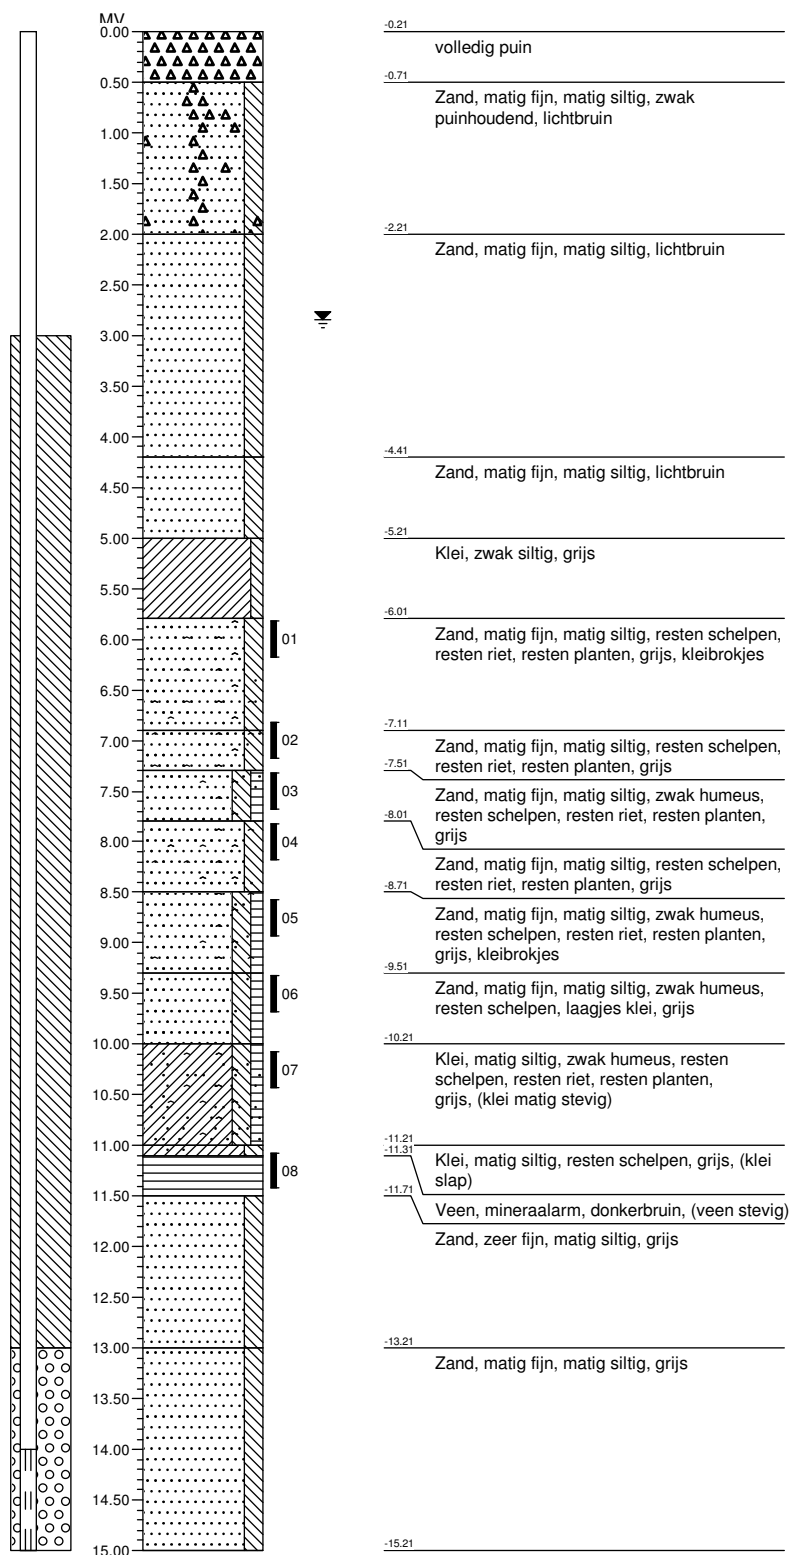 MV
0.00
0.50
1.00
1.50
2.00
2.50
3.00
3.50
4.00
4.50
5.00
5.50
6.00
6.50
7.00
7.50
8.00
8.50
9.00
9.50
10.00
10.50
11.00
11.50
12.00
12.50
13.00
13.50
14.00
14.50
15.00
01
02
03
04
05
06
07
08
-0.21
volledig puin
-0.71
Zand, matig fijn, matig siltig, zwak
puinhoudend, lichtbruin
-2.21
Zand, matig fijn, matig siltig, lichtbruin
-4.41
Zand, matig fijn, matig siltig, lichtbruin
-5.21
Klei, zwak siltig, grijs
-6.01
Zand, matig fijn, matig siltig, resten schelpen,
resten riet, resten planten, grijs, kleibrokjes
-7.11
Zand, matig fijn, matig siltig, resten schelpen,
resten riet, resten planten, grijs
-7.51
Zand, matig fijn, matig siltig, zwak humeus,
resten schelpen, resten riet, resten planten,
grijs
-8.01
Zand, matig fijn, matig siltig, resten schelpen,
resten riet, resten planten, grijs
-8.71
Zand, matig fijn, matig siltig, zwak humeus,
resten schelpen, resten riet, resten planten,
grijs, kleibrokjes
-9.51
Zand, matig fijn, matig siltig, zwak humeus,
resten schelpen, laagjes klei, grijs
-10.21
Klei, matig siltig, zwak humeus, resten
schelpen, resten riet, resten planten,
grijs, (klei matig stevig)
-11.21
-11.31
Klei, matig siltig, resten schelpen, grijs, (klei
slap)
-11.71
Veen, mineraalarm, donkerbruin, (veen stevig)
Zand, zeer fijn, matig siltig, grijs
-13.21
Zand, matig fijn, matig siltig, grijs
-15.21